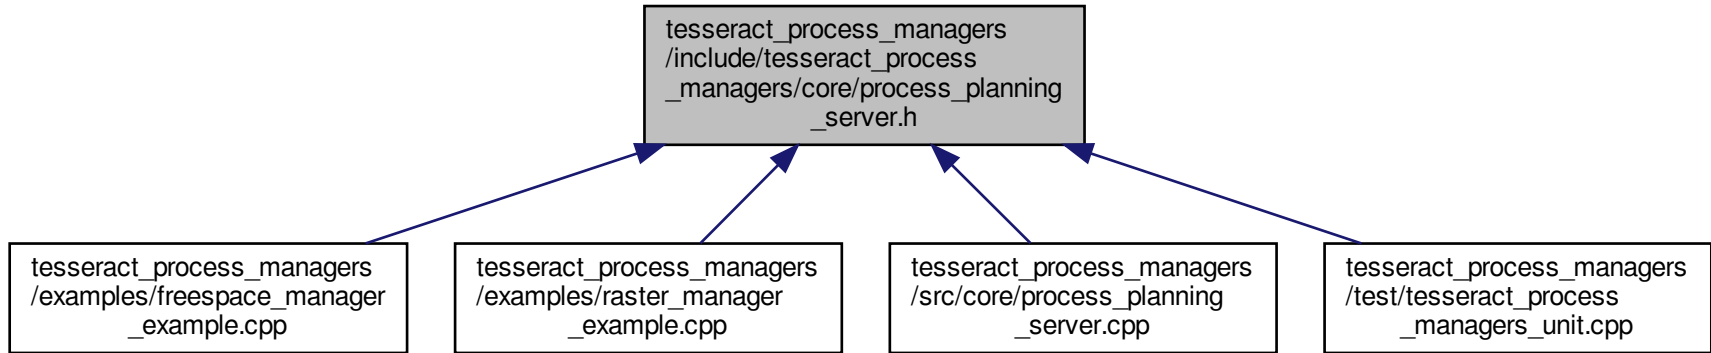 tesseract_process_managers
/include/tesseract_process
_managers/core/process_planning
_server.h
tesseract_process_managers
/examples/freespace_manager
_example.cpp
tesseract_process_managers
/examples/raster_manager
_example.cpp
tesseract_process_managers
/src/core/process_planning
_server.cpp
tesseract_process_managers
/test/tesseract_process
_managers_unit.cpp